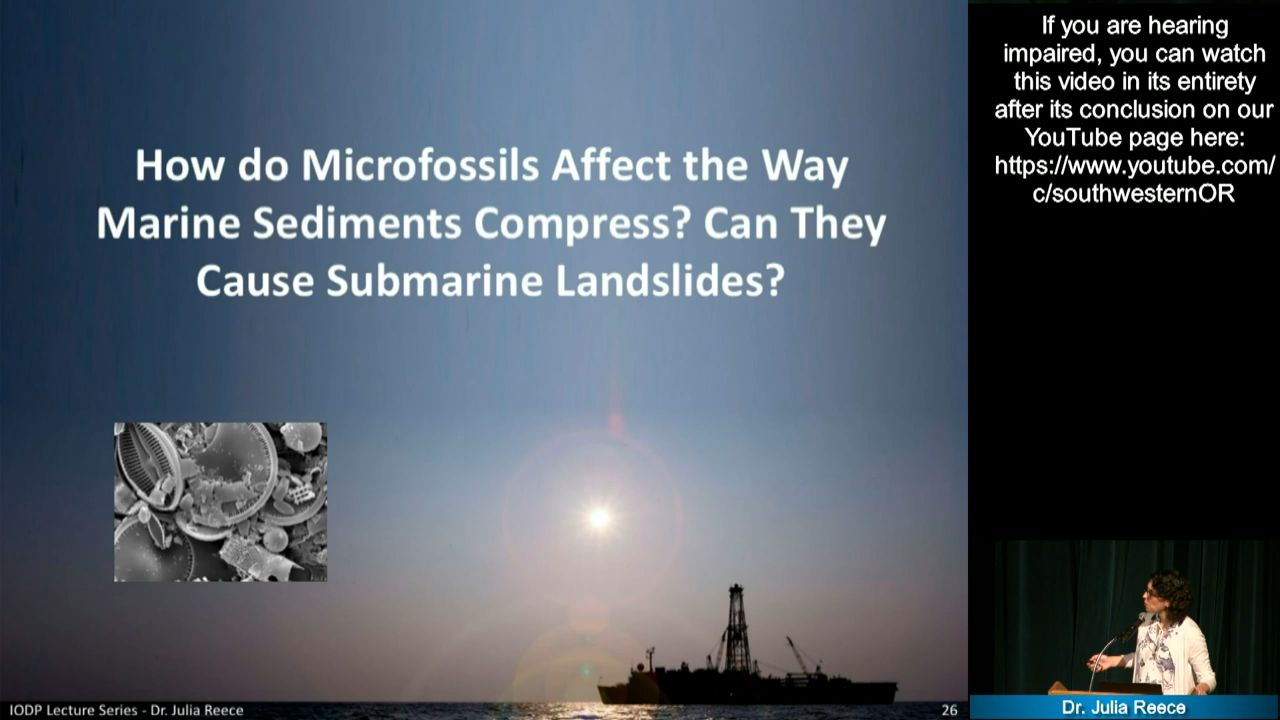 How do Microfossils Affect the Way
Marine Sediments Compress? Can They
Cause Submarine Landslides?
IODP Lecture Series - Dr. Julia Reece
26
If you are hearing
impaired, you can watch
this video in its entirety
after its conclusion on our
YouTube page here:
https://www.youtube.com/
c/southwesternOR
Dr. Julia Reece